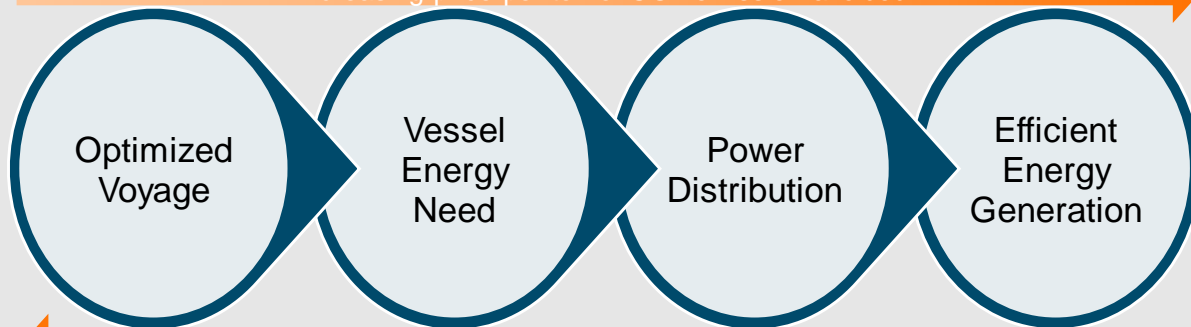 Optimized
Voyage
Vessel
Energy
Need
Power
Distribution
Efficient
Energy
Generation